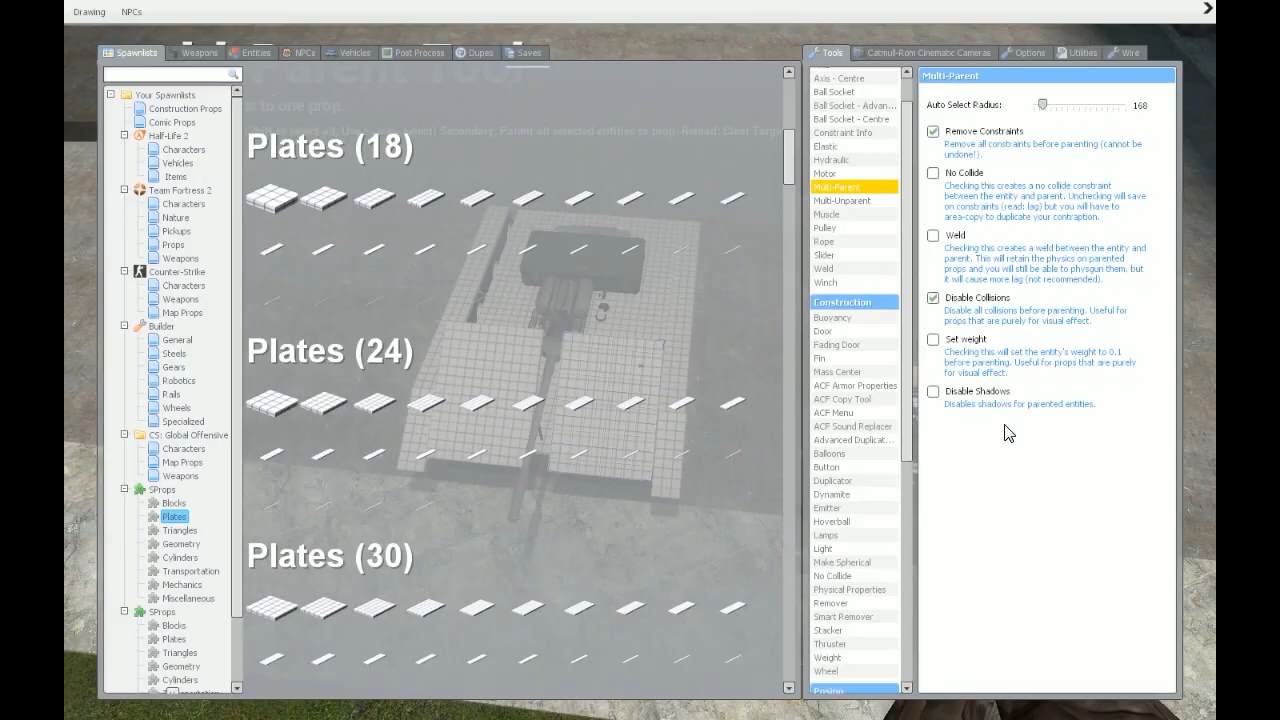 Drawing NPCs
Spawnlists Weapons Entities NPCs Vehicles Post Process Dupes Saves
Your Spawnlists
Construction Props
Comic Props
Half-Life 2
Characters
Vehicles
Items
Team Fortress 2
Characters
Nature
Pickups
Props
Weapons
Counter-Strike
Characters
Weapons
Map Props
Builder
General
Steels
Gears
Robotics
Rails
Wheels
Specialized
CS: Global Offensive
Characters
Map Props
Weapons
SProps
Blocks
Plates
Triangles
Geometry
Cylinders
Transportation
Mechanics
Miscellaneous
SProps
Blocks
Plates
Triangles
Geometry
Cylinders
to one prop.
Secondary: Parent all selected entities to prop. Reload: Clear
Plates (18)
Plates (24)
Plates (30)
Tools Catmull-Rom Cinematic Cameras Options Utilities Wire
Axis - Centre
Ball Socket
Ball Socket - Advan...
Ball Socket - Centre
Constraint Info
Elastic
Hydraulic
Motor
Multi-Parent
Multi-Unparent
Muscle
Pulley
Rope
Slider
Weld
Winch
Construction
Buoyancy
Door
Fading Door
Fin
Mass Center
ACF Armor Properties
ACF Copy Tool
ACF Menu
ACF Sound Replacer
Advanced Duplicat...
Balloons
Button
Duplicator
Dynamite
Emitter
Hoverball
Lamps
Light
Make Spherical
No Collide
Physical Properties
Remover
Smart Remover
Stacker
Thruster
Weight
Wheel
Posing
Multi-Parent
Auto Select Radius: 168
Remove Constraints
Remove all constraints before parenting (cannot be
undone!).
No Collide
Checking this creates a no collide constraint
between the entity and parent. Unchecking will save
on constraints (read: lag) but you will have to
area-copy to duplicate your contraption.
Weld
Checking this creates a weld between the entity and
parent. This will retain the physics on parented
props and you will still be able to physgun them, but
it will cause more lag (not recommended).
Disable Collisions
Disable all collisions before parenting. Useful for
props that are purely for visual effect.
Set weight
Checking this will set the entity's weight to 0.1
before parenting. Useful for props that are purely
for visual effect.
Disable Shadows
Disables shadows for parented entities.